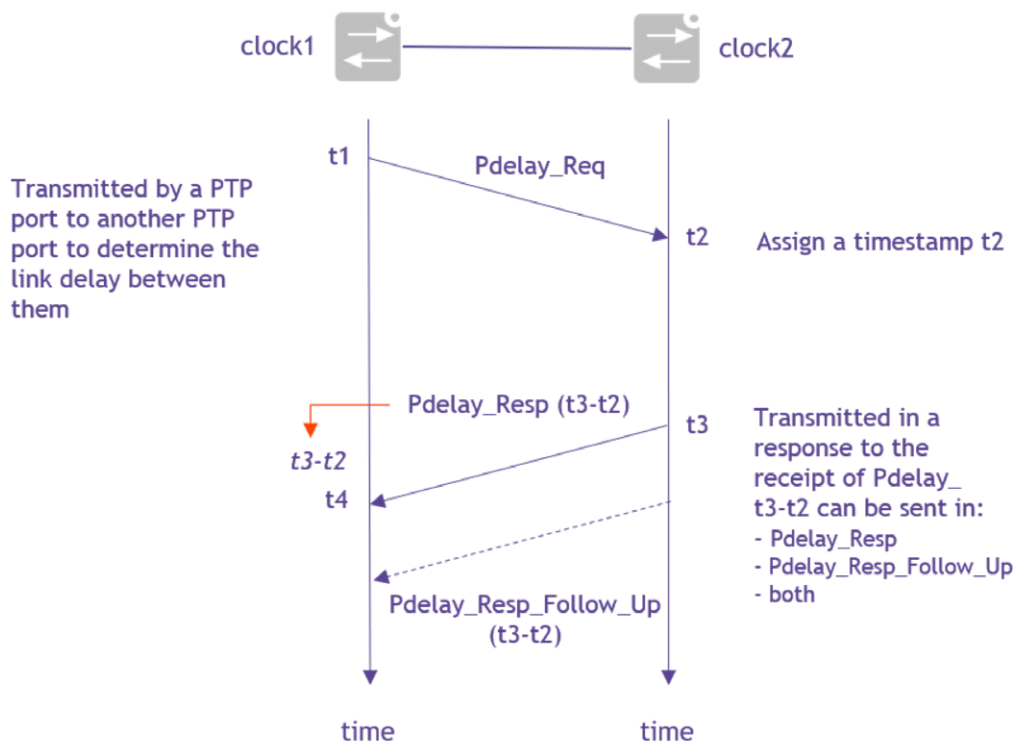 clock1
clock2
t1
Pdelay_Req
Transmitted by a PTP
port to another PTP
port to determine the
link delay between
them
t2
Assign a timestamp t2
Pdelay_Resp (t3-t2)
t3
t3-t2
t4
Transmitted in a
response to the
receipt of Pdelay_
t3-t2 can be sent in:
- Pdelay_Resp
- Pdelay_Resp_Follow_Up
- both
Pdelay_Resp_Follow_Up
(t3-t2)
time
time